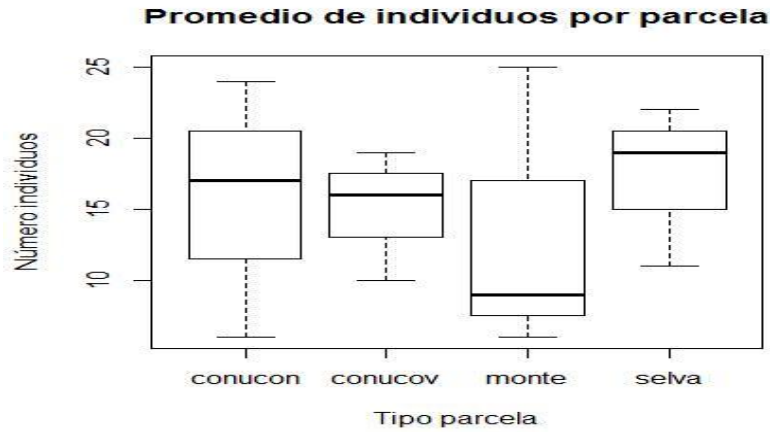 Promedio de individuos por parcela
Número individuos
25
20
15
10
conucon conucov monte selva
Tipo parcela